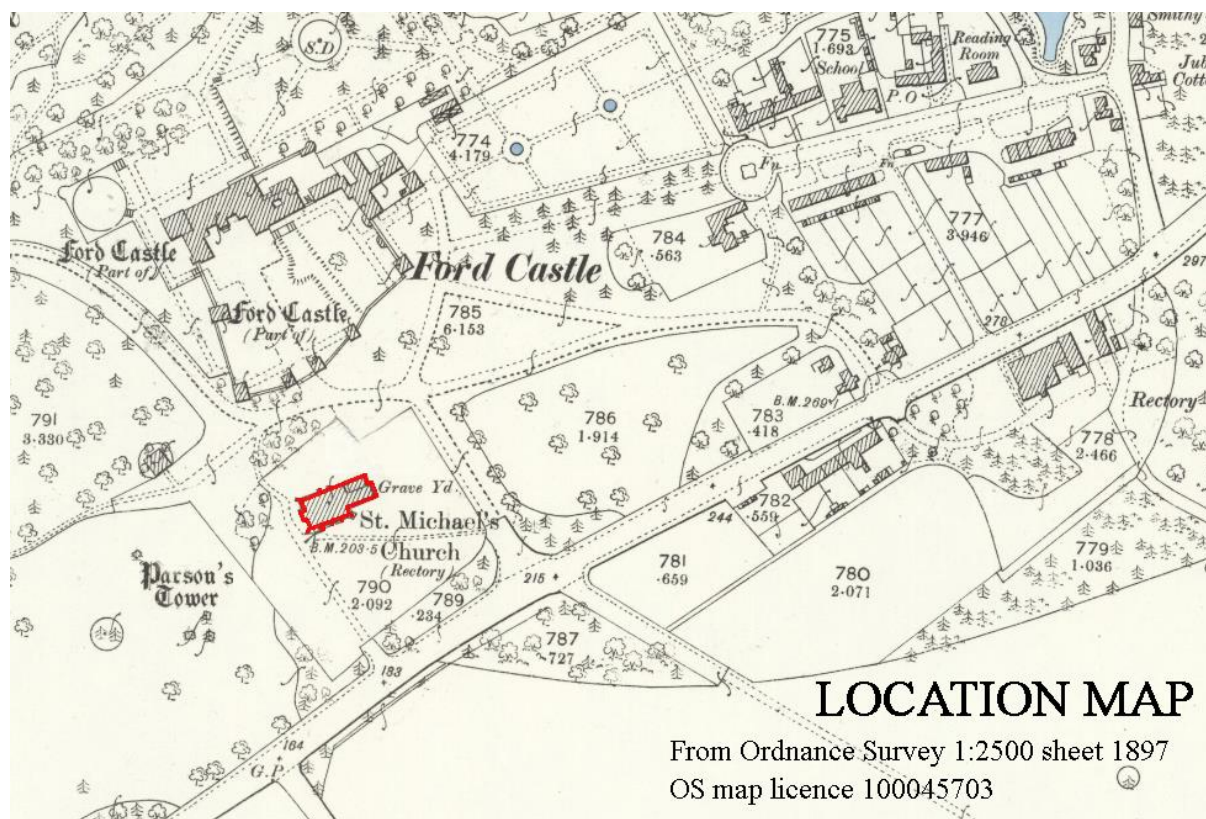 S.D
775
1·693
School
Reading
Room
P.O
Smithy
774
4·179
Fn
Fn
777
3·946
297
784
·563
Ford Castle
(Part of)
Ford Castle
Ford Castle
(Part of)
785
6·153
278
791
3·330
786
1·914
B.M.269
783
·418
Rectory
778
2·466
Grave Yd.
St. Michael's
Church
(Rectory)
B.M.203·5
782
·559
244
779
1·036
Parson's
Tower
790
2·092
789
·234
215
781
·659
780
2·071
787
·727
183
164
G.P
LOCATION MAP
From Ordnance Survey 1:2500 sheet 1897
OS map licence 100045703